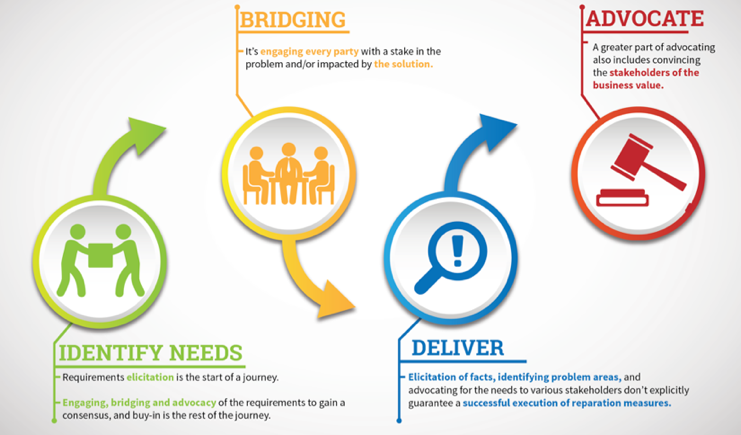 BRIDGING
It's engaging every party with a stake in the
problem and/or impacted by the solution.
ADVOCATE
A greater part of advocating
also includes convincing
the stakeholders of the
business value.
IDENTIFY NEEDS
Requirements elicitation is the start of a journey.
Engaging, bridging and advocacy of the requirements to gain a
consensus, and buy-in is the rest of the journey.
DELIVER
Elicitation of facts, identifying problem areas, and
advocating for the needs to various stakeholders don't explicitly
guarantee a successful execution of reparation measures.